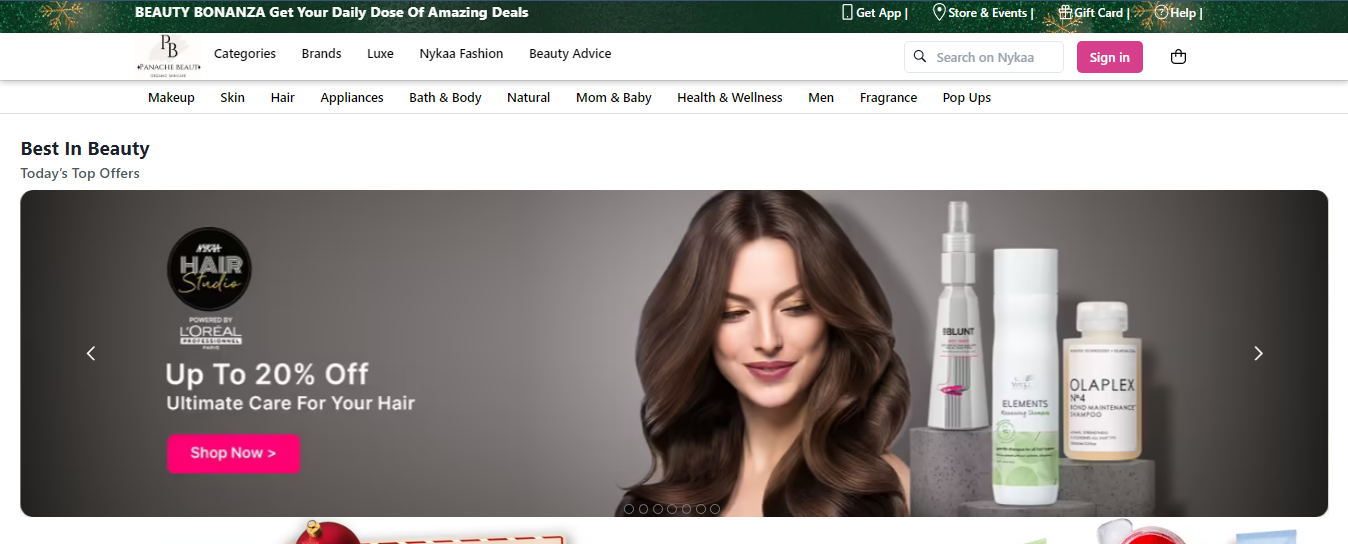 BEAUTY BONANZA Get Your Daily Dose Of Amazing Deals
Get App |
Store & Events |
Gift Card |
Help |
PB
PANACHE BEAUT
ORGANIC SKINCARE
Categories
Brands
Luxe
Nykaa Fashion
Beauty Advice
Search on Nykaa
Sign in
Makeup
Skin
Hair
Appliances
Bath & Body
Natural
Mom & Baby
Health & Wellness
Men
Fragrance
Pop Ups
Best In Beauty
Today's Top Offers
NYKAA
HAIR
Studio
POWERED BY
L'ORÉAL
PROFESSIONNEL
PARIS
Up To 20% Off
Ultimate Care For Your Hair
Shop Now >
BBLUNT
ELEMENTS
Renewing Shampoo
OLAPLEX
Nº4
BOND MAINTENANCE
SHAMPOO